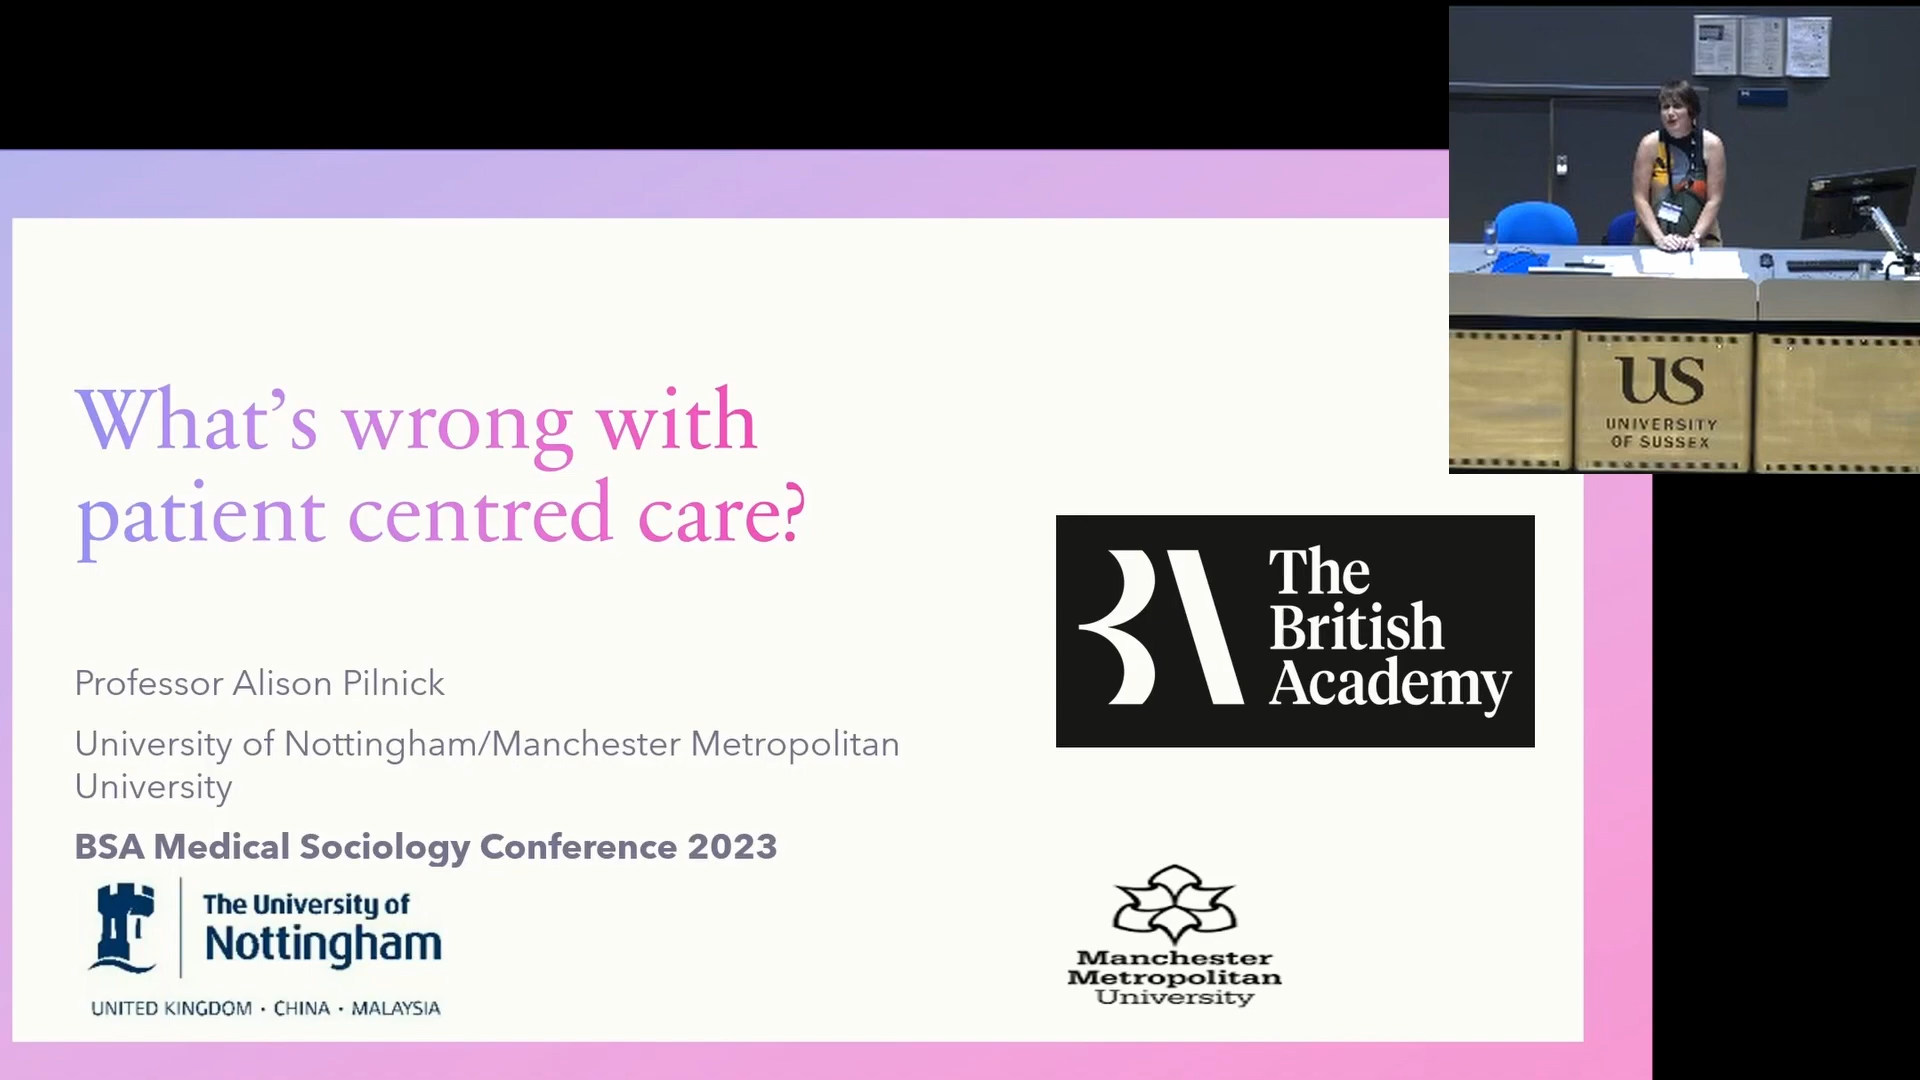 What's wrong with
patient centred care?
Professor Alison Pilnick
University of Nottingham/Manchester Metropolitan
University
BSA Medical Sociology Conference 2023
The University of
Nottingham
UNITED KINGDOM · CHINA · MALAYSIA
The
British
Academy
Manchester
Metropolitan
University
US
UNIVERSITY
OF SUSSEX